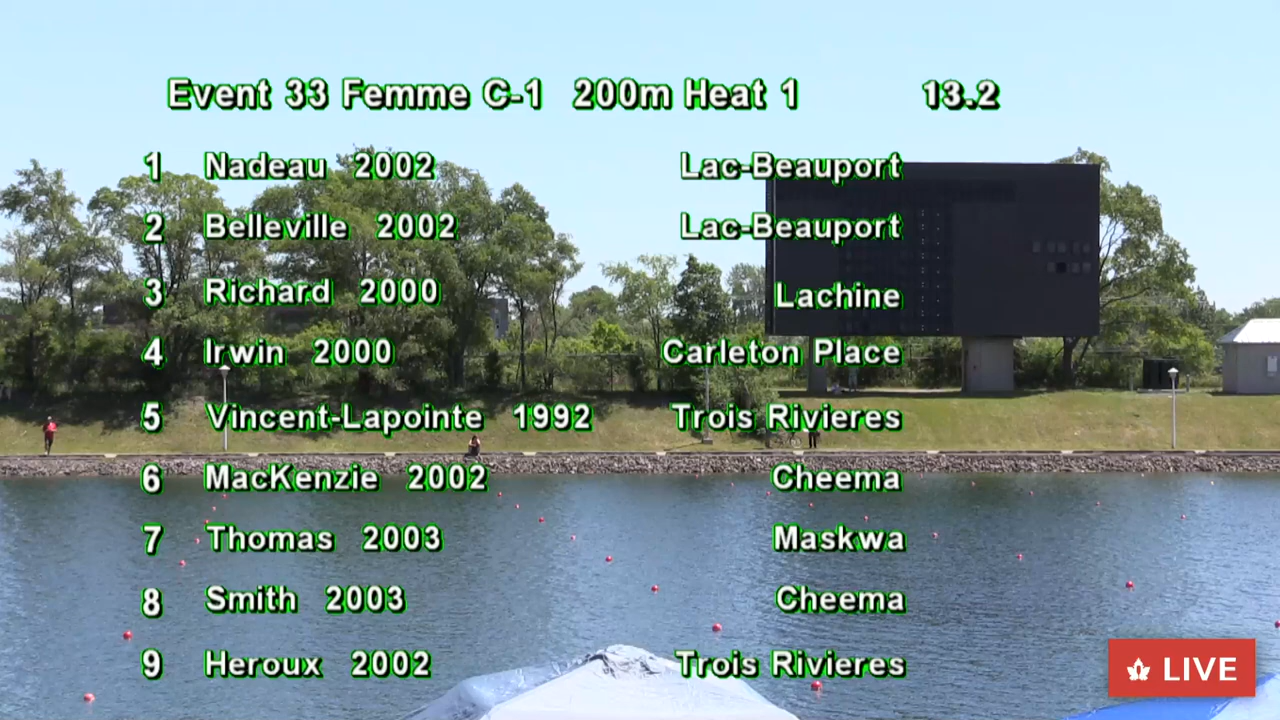 Event 33 Femme C-1 200m Heat 1 13.2
1 Nadeau 2002 Lac-Beauport
2 Belleville 2002 Lac-Beauport
3 Richard 2000 Lachine
4 Irwin 2000 Carleton Place
5 Vincent-Lapointe 1992 Trois Rivieres
6 MacKenzie 2002 Cheema
7 Thomas 2003 Maskwa
8 Smith 2003 Cheema
9 Heroux 2002 Trois Rivieres
LIVE